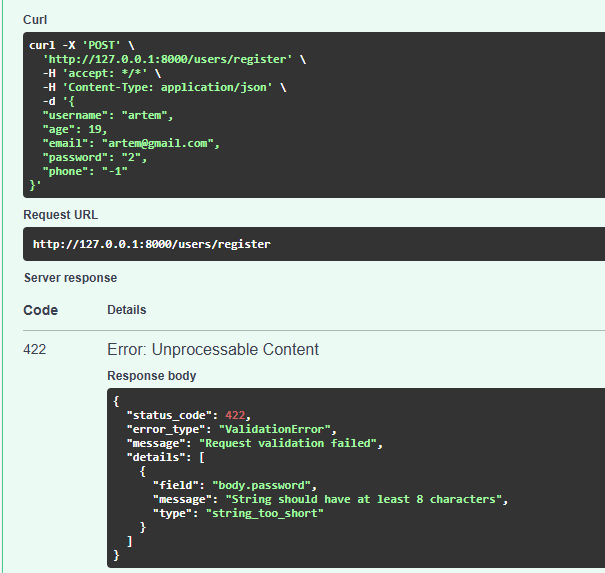 Curl
curl -X 'POST' \
  'http://127.0.0.1:8000/users/register' \
  -H 'accept: */*' \
  -H 'Content-Type: application/json' \
  -d '{
  "username": "artem",
  "age": 19,
  "email": "artem@gmail.com",
  "password": "2",
  "phone": "-1"
}'
Request URL
http://127.0.0.1:8000/users/register
Server response
Code Details
422 Error: Unprocessable Content
Response body
{
  "status_code": 422,
  "error_type": "ValidationError",
  "message": "Request validation failed",
  "details": [
    {
      "field": "body.password",
      "message": "String should have at least 8 characters",
      "type": "string_too_short"
    }
  ]
}